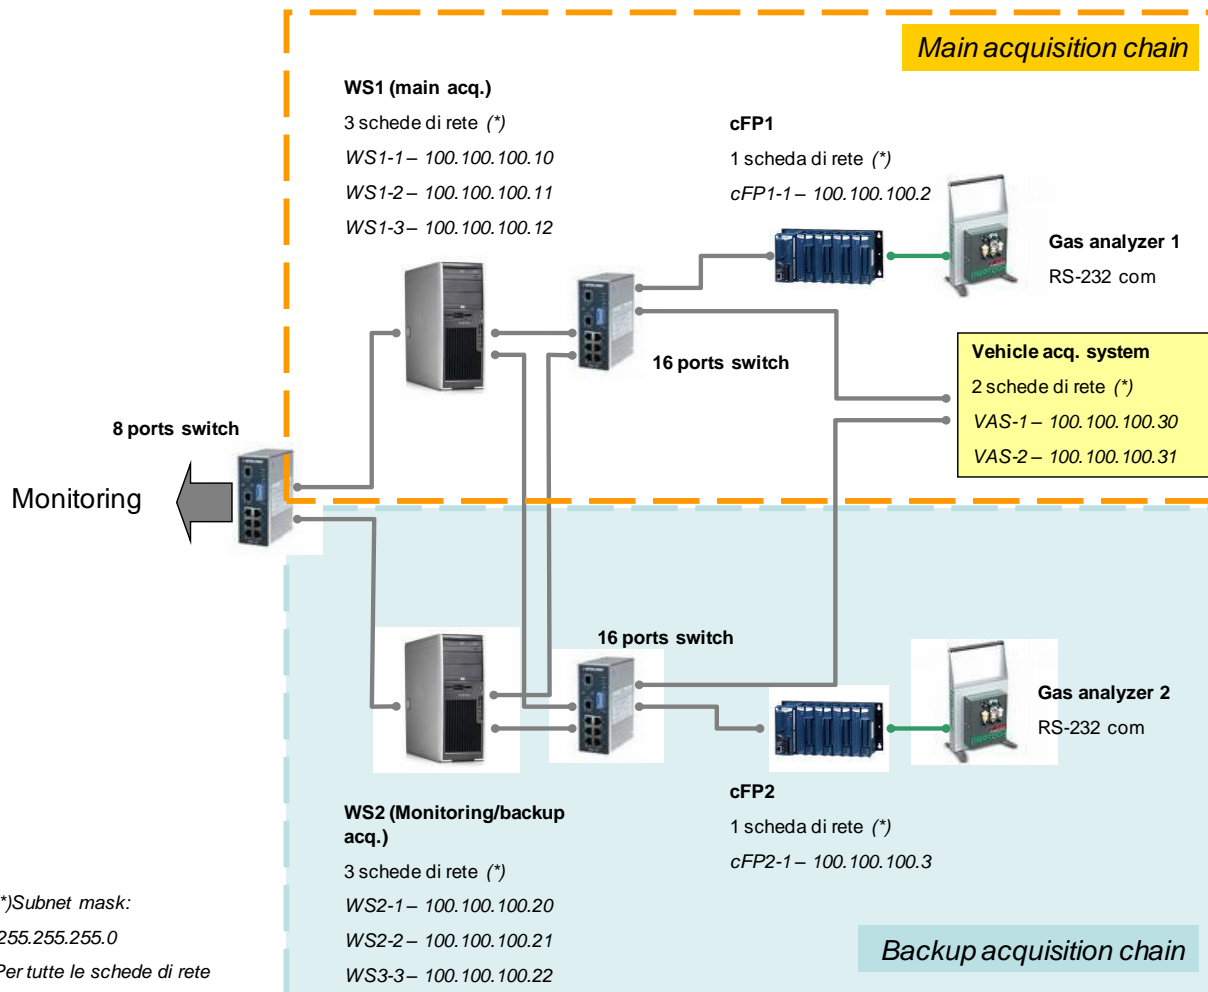 Main acquisition chain
WS1 (main acq.)
3 schede di rete (*)
WS1-1 – 100.100.100.10
WS1-2 – 100.100.100.11
WS1-3 – 100.100.100.12
cFP1
1 scheda di rete (*)
cFP1-1 – 100.100.100.2
Gas analyzer 1
RS-232 com
16 ports switch
Vehicle acq. system
2 schede di rete (*)
VAS-1 – 100.100.100.30
VAS-2 – 100.100.100.31
8 ports switch
Monitoring
16 ports switch
Gas analyzer 2
RS-232 com
cFP2
1 scheda di rete (*)
cFP2-1 – 100.100.100.3
WS2 (Monitoring/backup
acq.)
3 schede di rete (*)
WS2-1 – 100.100.100.20
WS2-2 – 100.100.100.21
WS3-3 – 100.100.100.22
*)Subnet mask:
255.255.255.0
Per tutte le schede di rete
Backup acquisition chain